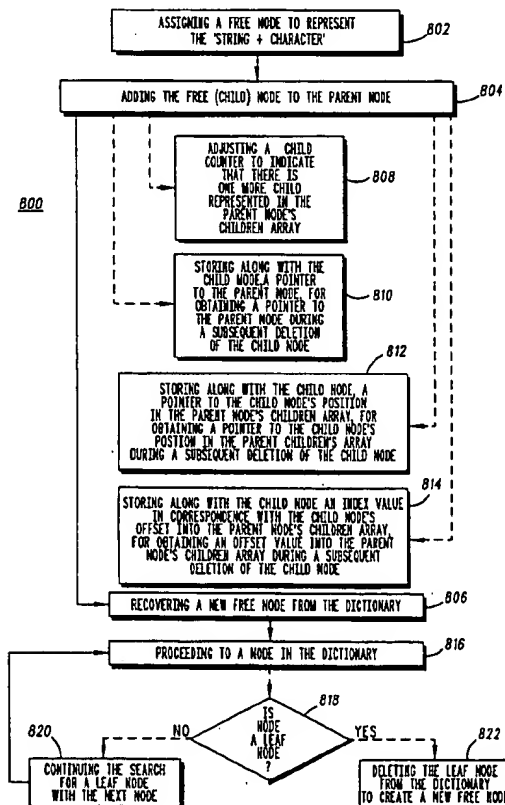 ASSIGNING A FREE NODE TO REPRESENT
THE 'STRING + CHARACTER'
802
ADDING THE FREE (CHILD) NODE TO THE PARENT NODE
804
800
ADJUSTING A CHILD
COUNTER TO INDICATE
THAT THERE IS
ONE MORE CHILD
REPRESENTED IN THE
PARENT NODE'S
CHILDREN ARRAY
808
STORING ALONG WITH THE
CHILD NODE, A POINTER
TO THE PARENT NODE, FOR
OBTAINING A POINTER TO
THE PARENT NODE DURING
A SUBSEQUENT DELETION
OF THE CHILD NODE
810
812
STORING ALONG WITH THE CHILD NODE, A
POINTER TO THE CHILD NODE'S POSITION
IN THE PARENT NODE'S CHILDREN ARRAY, FOR
OBTAINING A POINTER TO THE CHILD NODE'S
POSTION IN THE PARENT CHILDREN'S ARRAY
DURING A SUBSEQUENT DELETION OF THE CHILD NODE
814
STORING ALONG WITH THE CHILD NODE AN INDEX VALUE
IN CORRESPONDENCE WITH THE CHILD NODE'S
OFFSET INTO THE PARENT NODE'S CHILDREN ARRAY,
FOR OBTAINING AN OFFSET VALUE INTO THE PARENT
NODE'S CHILDREN ARRAY DURING A SUBSEQUENT
DELETION OF THE CHILD NODE
RECOVERING A NEW FREE NODE FROM THE DICTIONARY
806
PROCEEDING TO A NODE IN THE DICTIONARY
816
818
IS
NODE
A LEAF
NODE
?
NO
YES
820
CONTINUING THE SEARCH
FOR A LEAF NODE
WITH THE NEXT NODE
822
DELETING THE LEAF NODE
FROM THE DICTIONARY
TO CREATE A NEW FREE NODE